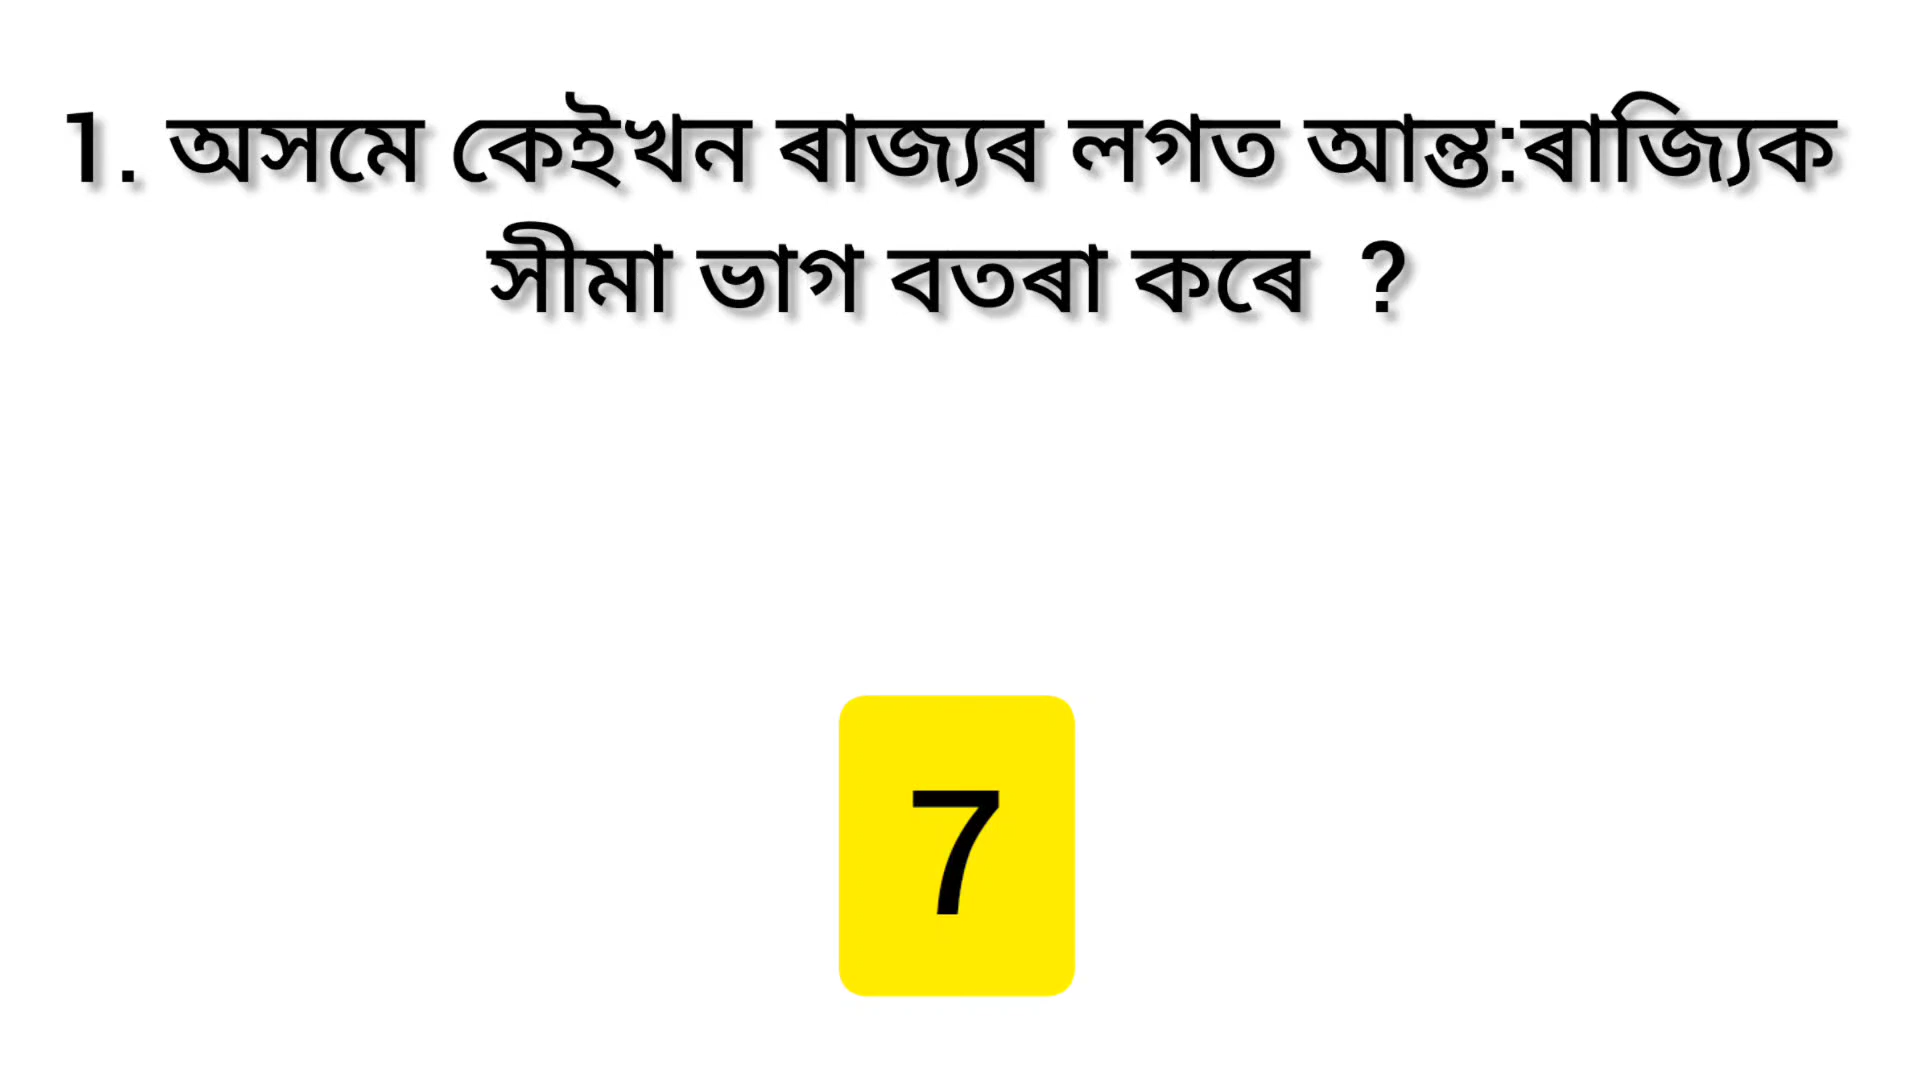 1. অসমে কেইখন ৰাজ্যৰ লগত আন্ত:ৰাজ্যিক
সীমা ভাগ বতৰা কৰে ?
7